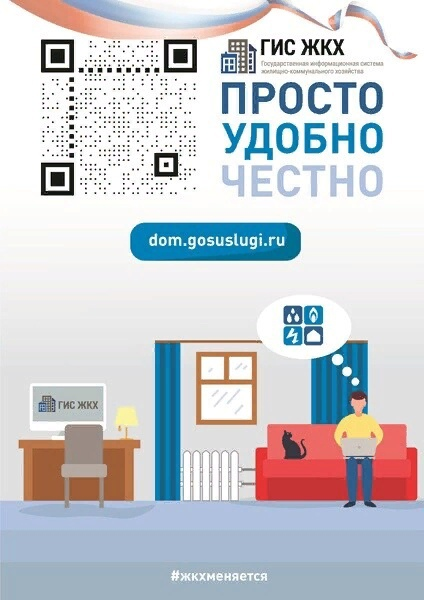 ГИС ЖКХ
Государственная информационная система
жилищно-коммунального хозяйства
ПРОСТО
УДОБНО
ЧЕСТНО
dom.gosuslugi.ru
ГИС ЖКХ
#жкхменяется